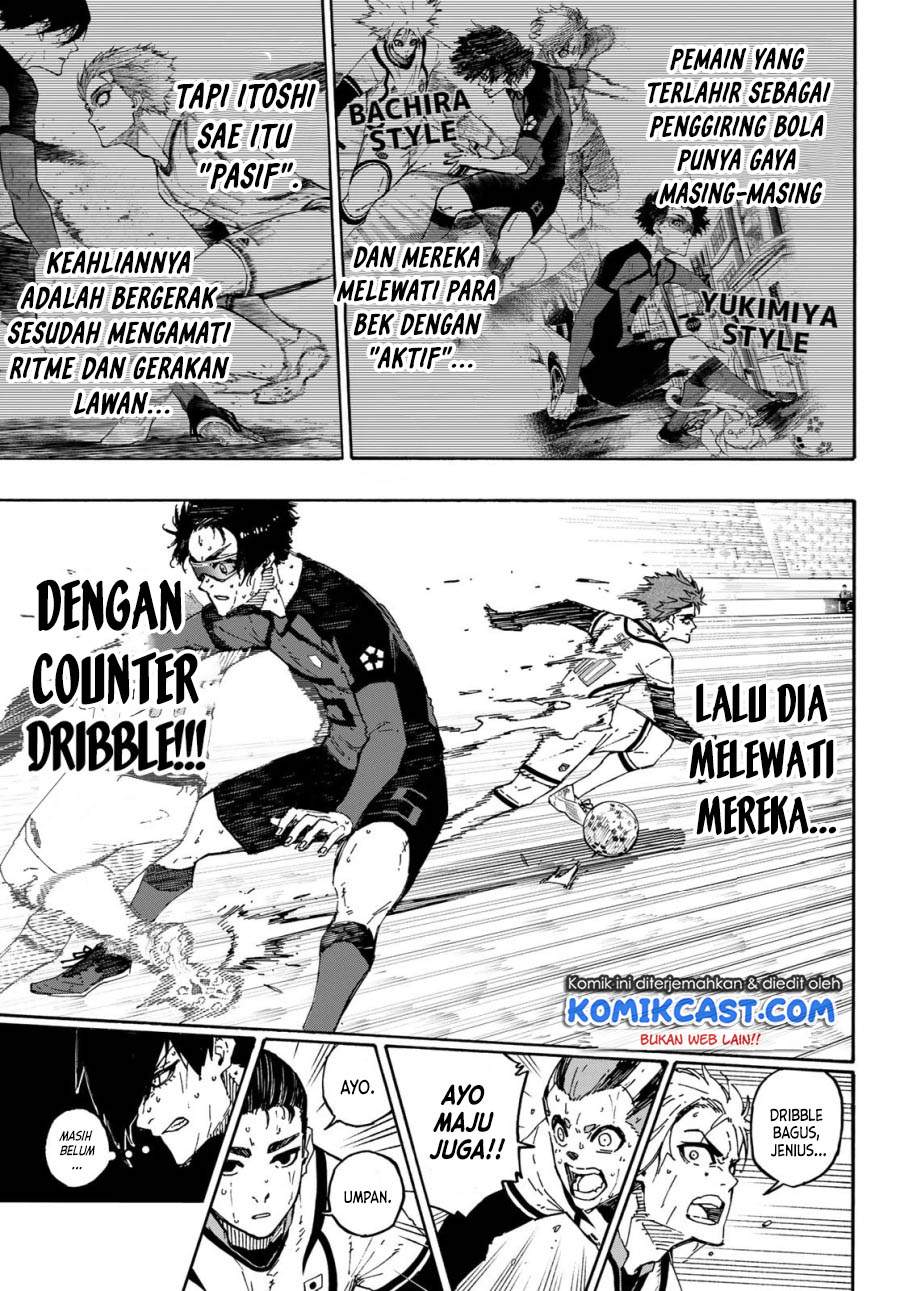 PEMAIN YANG
TERLAHIR SEBAGAI
PENGGIRING BOLA
PUNYA GAYA
MASING-MASING
BACHIRA
STYLE
YUKIMIYA
STYLE
DAN MEREKA
MELEWATI PARA
BEK DENGAN
"AKTIF"...
TAPI ITOSHI
SAE ITU
"PASIF".
KEAHLIANNYA
ADALAH BERGERAK
SESUDAH MENGAMATI
RITME DAN GERAKAN
LAWAN...
LALU DIA
MELEWATI
MEREKA...
DENGAN
COUNTER
DRIBBLE!!!
Komik ini diterjemahkan & diedit oleh
KOMIKCAST.COM
BUKAN WEB LAIN!!
DRIBBLE
BAGUS,
JENIUS...
AYO
MAJU
JUGA!!
AYO.
UMPAN.
MASIH
BELUM
...